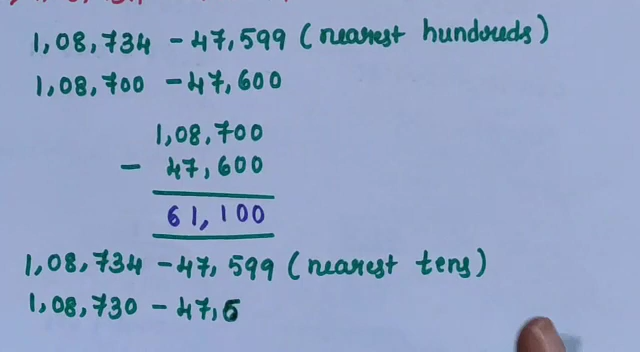 1,08,734 - 47,599 (nearest hundreds)
1,08,700 - 47,600
1,08,700
- 47,600
61,100
1,08,734 - 47,599 (nearest tens)
1,08,730 - 47,6